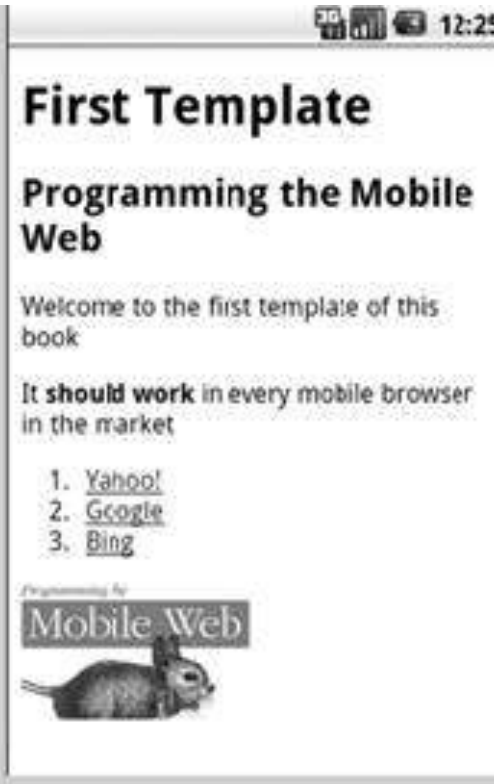 12:25
First Template
Programming the Mobile
Web
Welcome to the first template of this
book
It should work in every mobile browser
in the market
1. Yahoo!
2. Google
3. Bing
Programming the
Mobile Web